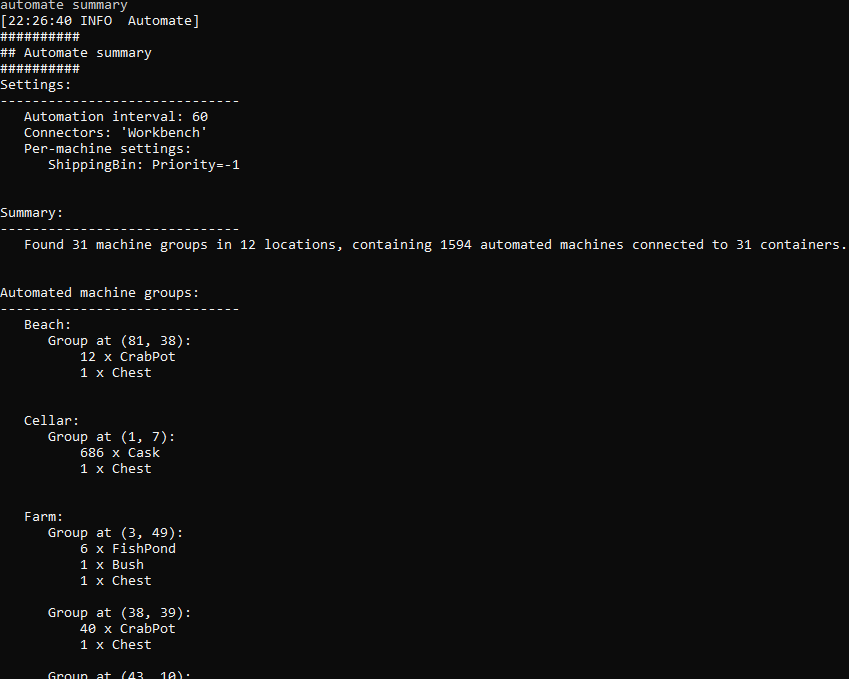 automate summary
[22:26:40 INFO  Automate]
##########
## Automate summary
##########
Settings:
------------------------------
   Automation interval: 60
   Connectors: 'Workbench'
   Per-machine settings:
      ShippingBin: Priority=-1
Summary:
------------------------------
   Found 31 machine groups in 12 locations, containing 1594 automated machines connected to 31 containers.
Automated machine groups:
------------------------------
   Beach:
      Group at (81, 38):
          12 x CrabPot
          1 x Chest
   Cellar:
      Group at (1, 7):
          686 x Cask
          1 x Chest
   Farm:
      Group at (3, 49):
          6 x FishPond
          1 x Bush
          1 x Chest
      Group at (38, 39):
          40 x CrabPot
          1 x Chest
      Group at (43, 10):